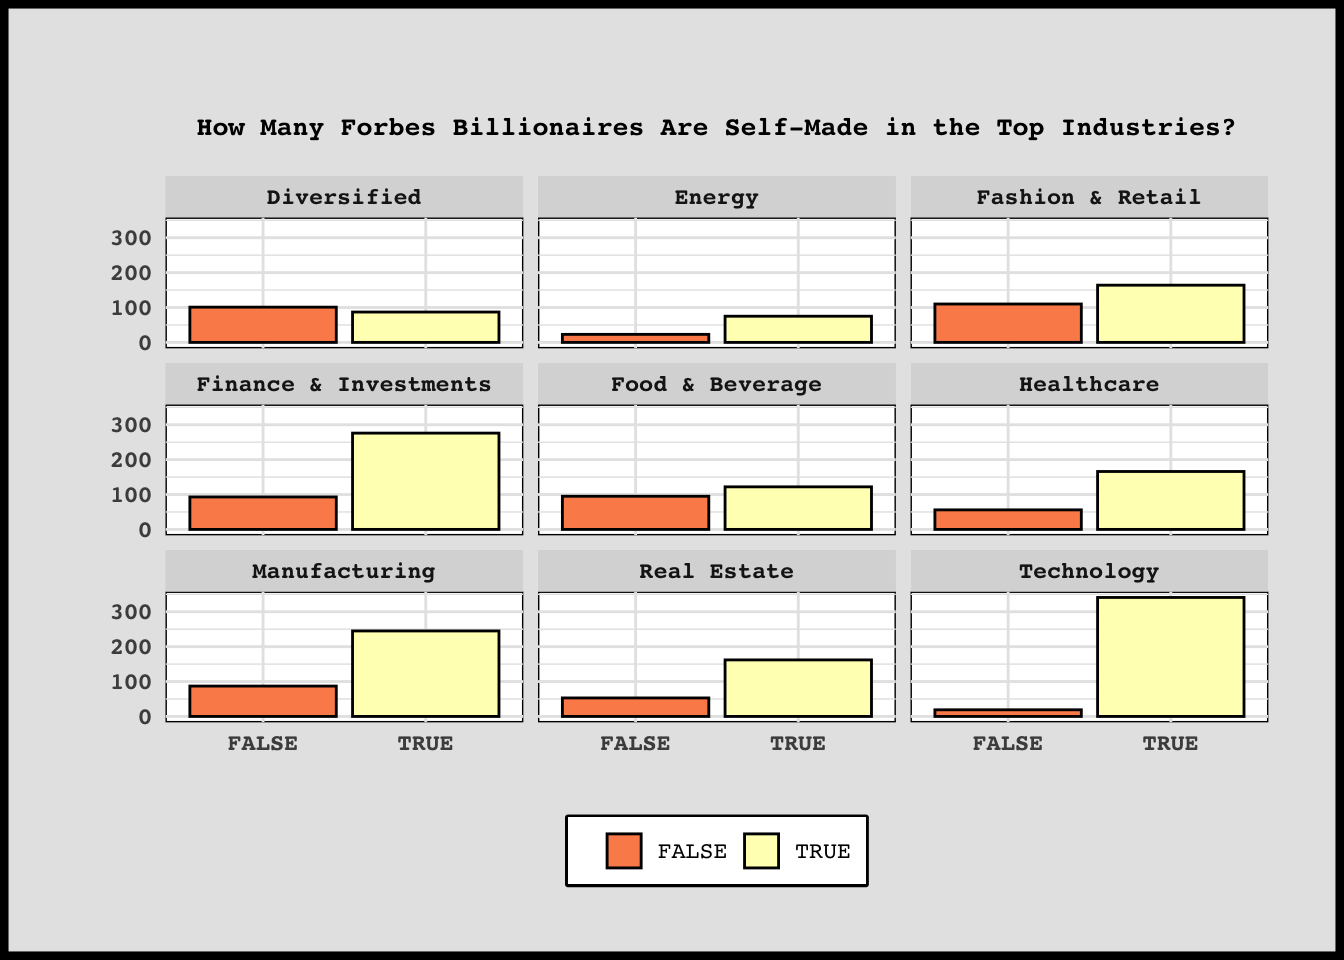 How Many Forbes Billionaires Are Self-Made in the Top Industries?
Diversified Energy Fashion & Retail
300
200
100
0
Finance & Investments Food & Beverage Healthcare
300
200
100
0
Manufacturing Real Estate Technology
300
200
100
0
FALSE TRUE FALSE TRUE FALSE TRUE
FALSE TRUE